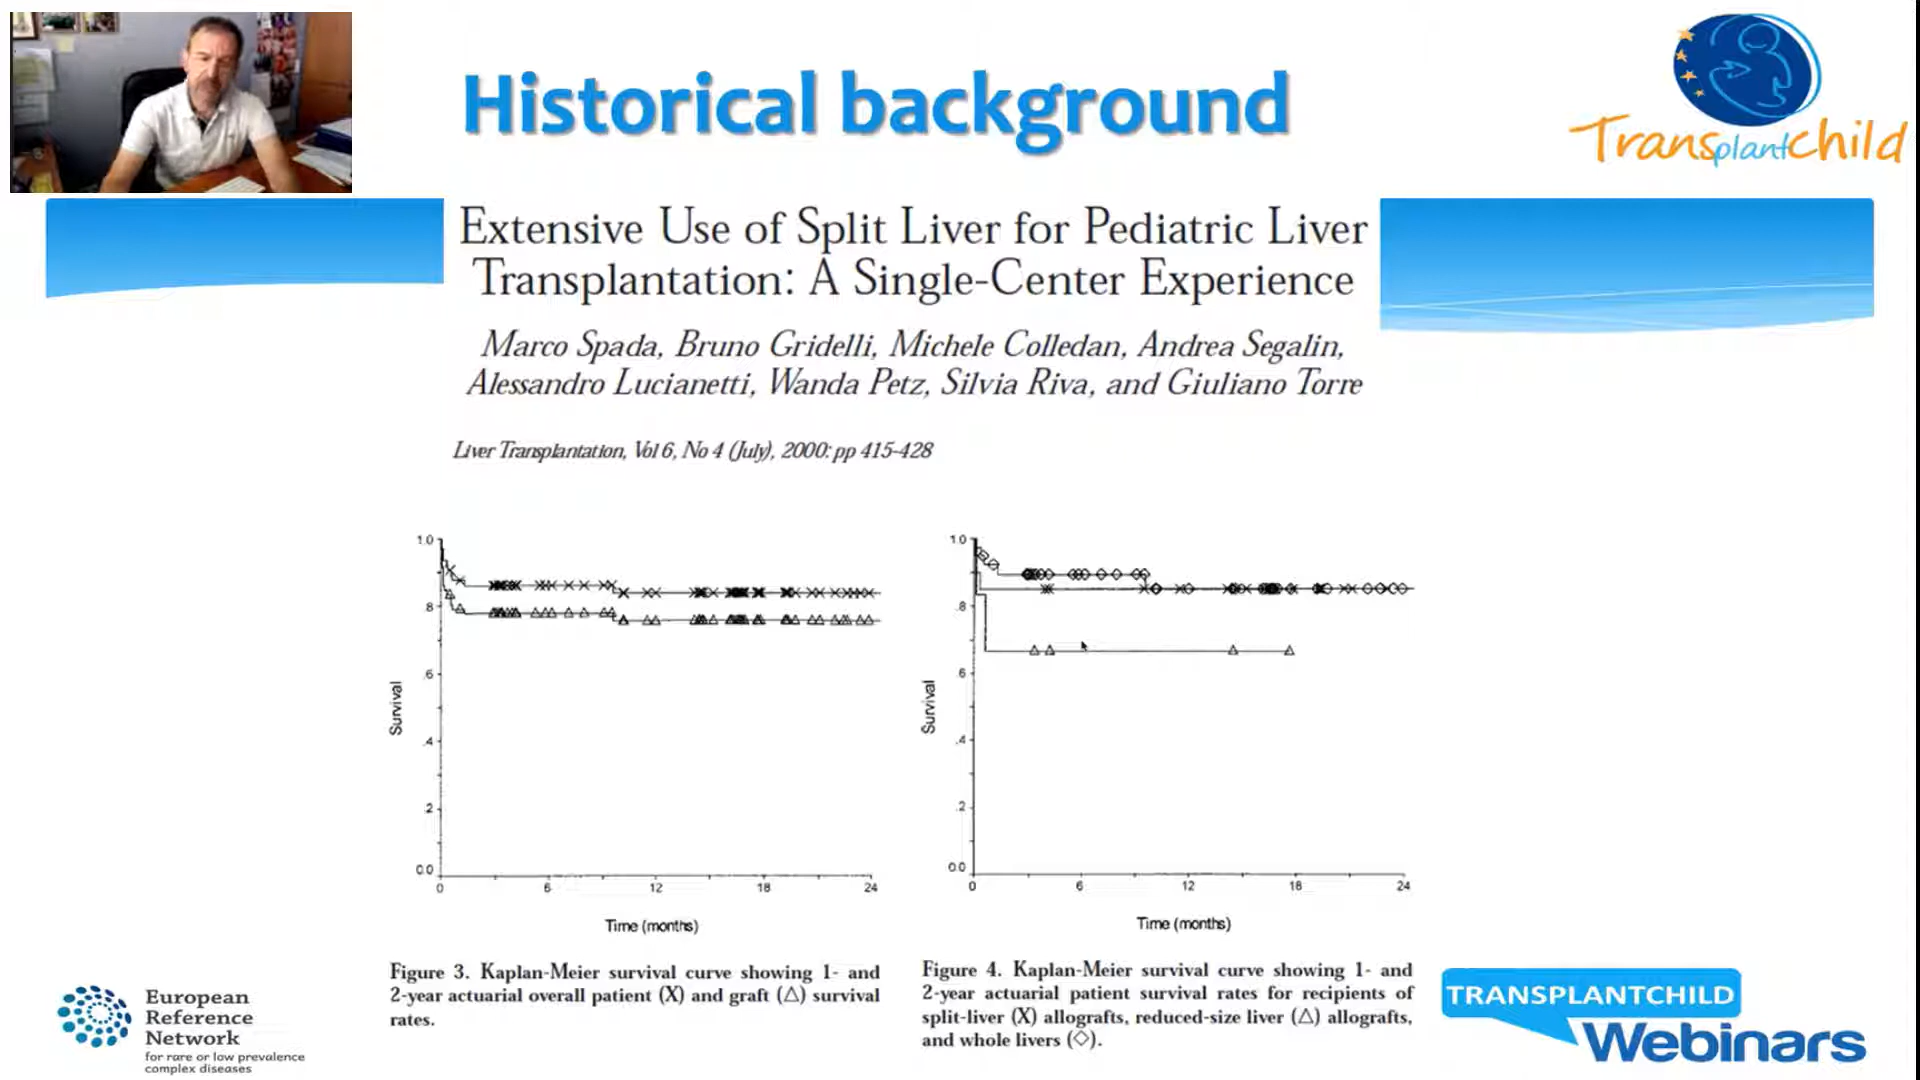 Historical background
Transplantchild
Extensive Use of Split Liver for Pediatric Liver
Transplantation: A Single-Center Experience
Marco Spada, Bruno Gridelli, Michele Colledan, Andrea Segalin,
Alessandro Lucianetti, Wanda Petz, Silvia Riva, and Giuliano Torre
Liver Transplantation, Vol 6, No 4 (July), 2000: pp 415-428
1.0
.8
.6
.4
.2
0.0
Survival
0 6 12 18 24
Time (months)
Figure 3. Kaplan-Meier survival curve showing 1- and
2-year actuarial overall patient (X) and graft (△) survival
rates.
1.0
.8
.6
.4
.2
0.0
Survival
0 6 12 18 24
Time (months)
Figure 4. Kaplan-Meier survival curve showing 1- and
2-year actuarial patient survival rates for recipients of
split-liver (X) allografts, reduced-size liver (△) allografts,
and whole livers (◇).
European
Reference
Network
for rare or low prevalence
complex diseases
TRANSPLANTCHILD
Webinars